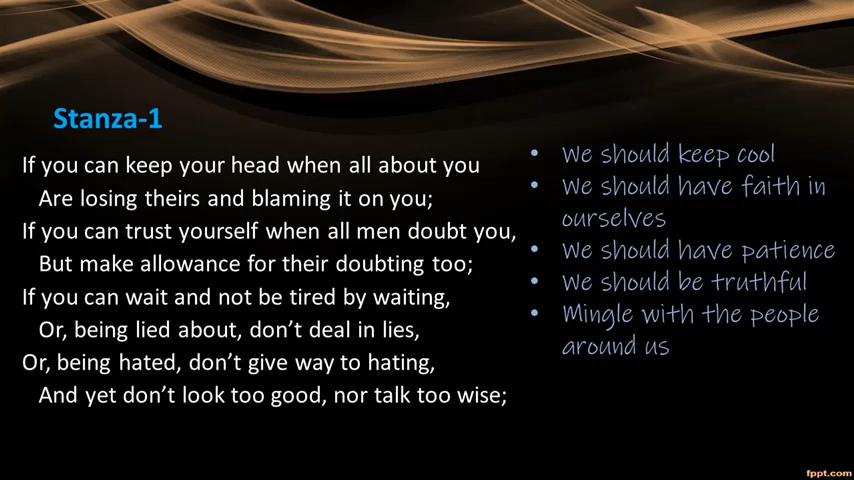 Stanza-1
If you can keep your head when all about you
Are losing theirs and blaming it on you;
If you can trust yourself when all men doubt you,
But make allowance for their doubting too;
If you can wait and not be tired by waiting,
Or, being lied about, don’t deal in lies,
Or, being hated, don’t give way to hating,
And yet don’t look too good, nor talk too wise;
• We should keep cool
• We should have faith in
ourselves
• We should have patience
• We should be truthful
• Mingle with the people
around us
fppt.com